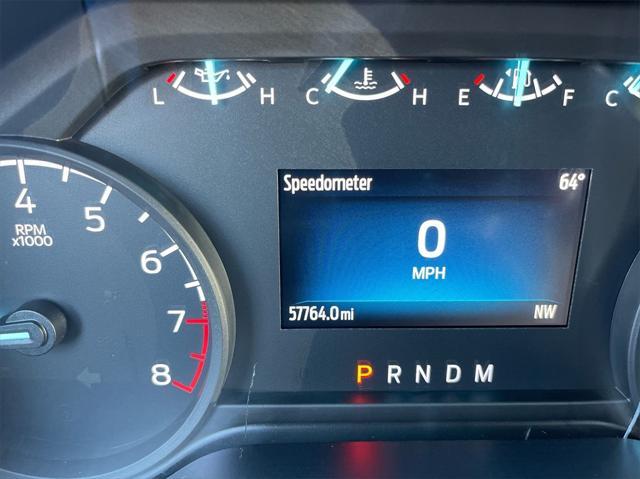 L H C H E F C
4 5 6 7 8
RPM
x1000
Speedometer 64°
0
MPH
57764.0 mi NW
P R N D M